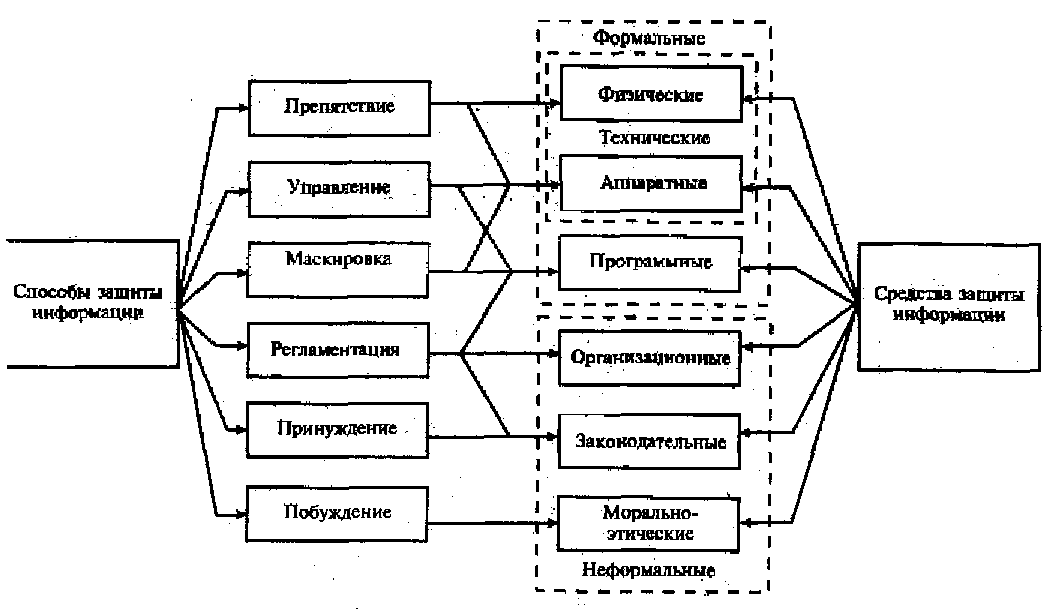 Формальные
Препятствие
Физические
Технические
Управление
Аппаратные
Маскировка
Программные
Способы защиты
информации
Средства защиты
информации
Регламентация
Организационные
Принуждение
Законодательные
Побуждение
Морально-
этические
Неформальные